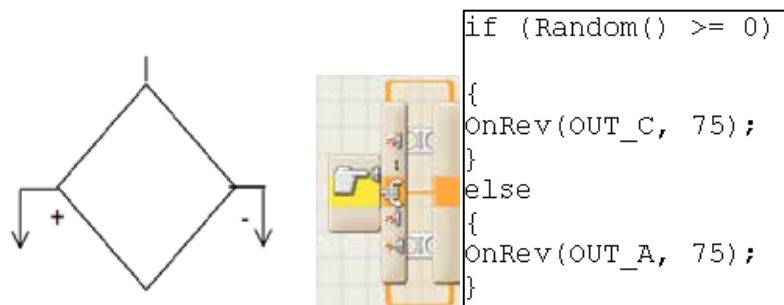 +
-
if (Random() >= 0)
{
OnRev(OUT_C, 75);
}
else
{
OnRev(OUT_A, 75);
}